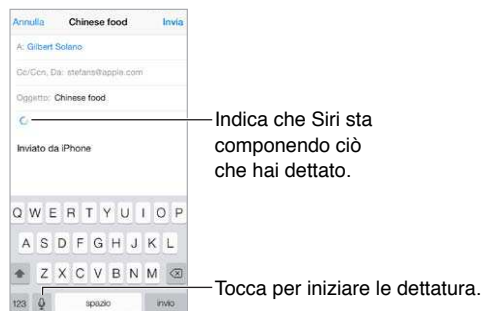 Annulla Chinese food Invia
A: Gilbert Solano
Cc/Ccn, Da: stefans@apple.com
Oggetto: Chinese food
Indica che Siri sta
componendo ciò
che hai dettato.
Inviato da iPhone
Q W E R T Y U I O P
A S D F G H J K L
Z X C V B N M
Tocca per iniziare le dettatura.
123 spazio invio